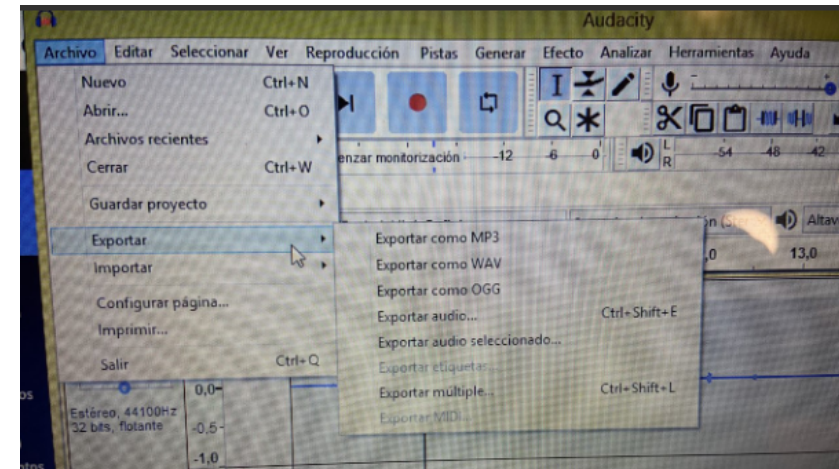 Audacity
Archivo Editar Seleccionar Ver Reproducción Pistas Generar Efecto Analizar Herramientas Ayuda
Nuevo Ctrl+N
Abrir... Ctrl+O
Archivos recientes
Cerrar Ctrl+W
enzar monitorización -12 -6 0 L R -54 -48 -42
Guardar proyecto
Exportar
Altav
Importar
,0 13,0
Exportar como MP3
Exportar como WAV
Exportar como OGG
Exportar audio... Ctrl+Shift+E
Exportar audio seleccionado...
Exportar etiquetas...
Exportar múltiple... Ctrl+Shift+L
Exportar MIDI...
Configurar página...
Imprimir...
Salir Ctrl+Q
0,0
Estéreo, 44100Hz
32 bits, flotante
-0,5
-1,0